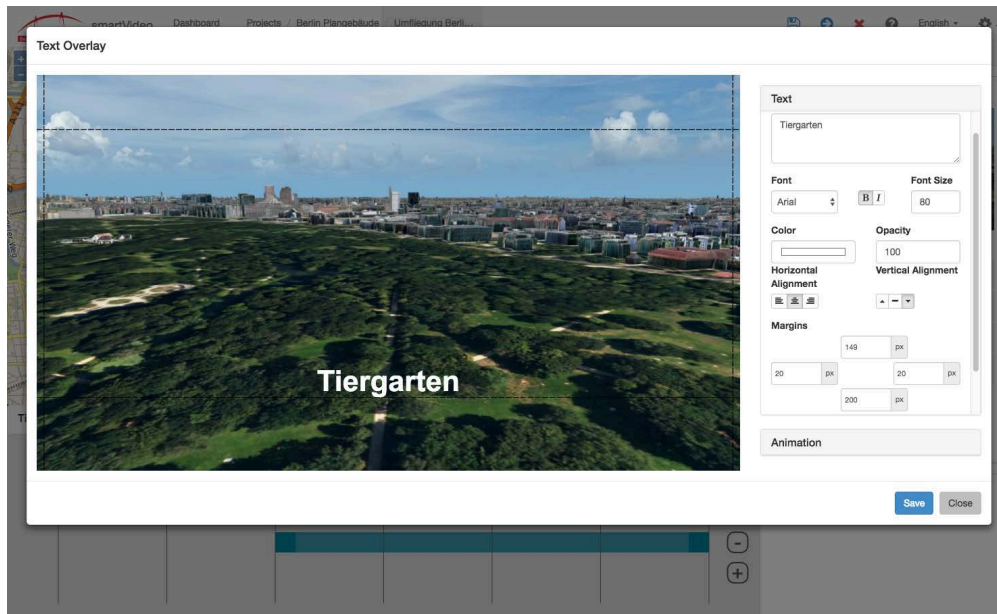 smartVideo Dashboard Projects / Berlin Plangebäude / Umfliegung Berli... English
Text Overlay
Text
Tiergarten
Font
Font Size
Arial
B I
80
Color
Opacity
100
Horizontal Alignment
Vertical Alignment
Margins
149 px
20 px
20 px
200 px
Tiergarten
Animation
Save
Close